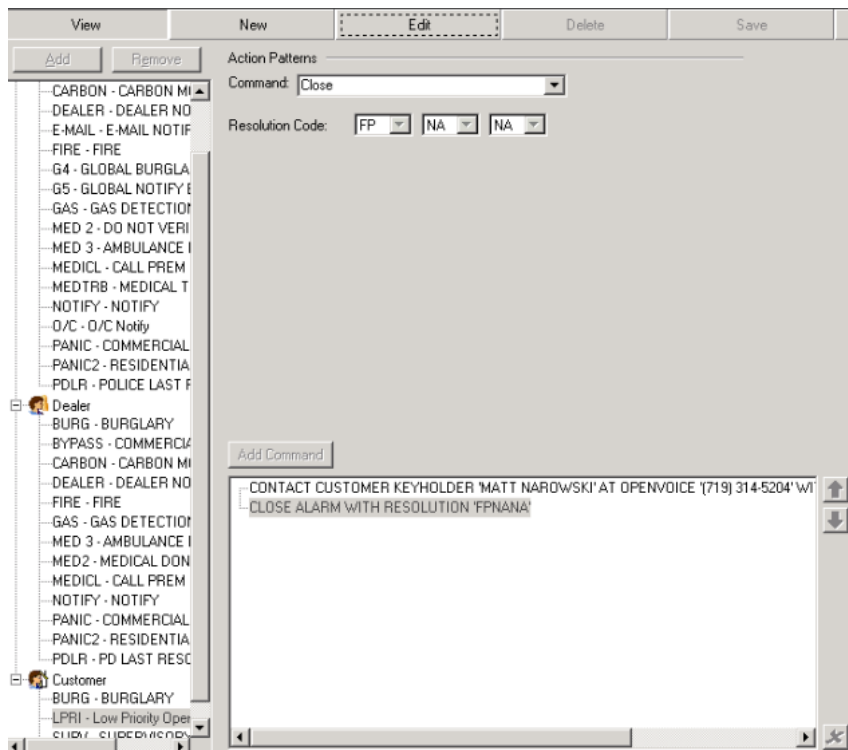 View New Edit Delete Save
Add Remove
Action Patterns
Command: Close
Resolution Code: FP NA NA
CARBON - CARBON M
DEALER - DEALER NO
E-MAIL - E-MAIL NOTIF
FIRE - FIRE
G4 - GLOBAL BURGLA
G5 - GLOBAL NOTIFY
GAS - GAS DETECTIO
MED 2 - DO NOT VERI
MED 3 - AMBULANCE
MEDICL - CALL PREM
MEDTRB - MEDICAL T
NOTIFY - NOTIFY
O/C - O/C Notify
PANIC - COMMERCIAL
PANIC2 - RESIDENTIA
PDLR - POLICE LAST
Dealer
BURG - BURGLARY
BYPASS - COMMERCIA
CARBON - CARBON M
DEALER - DEALER NO
FIRE - FIRE
GAS - GAS DETECTIO
MED 3 - AMBULANCE
MED2 - MEDICAL DON
MEDICL - CALL PREM
NOTIFY - NOTIFY
PANIC - COMMERCIAL
PANIC2 - RESIDENTIA
PDLR - PD LAST RESC
Customer
BURG - BURGLARY
LPRI - Low Priority Oper
SURV - SUPERVISORY
Add Command
CONTACT CUSTOMER KEYHOLDER 'MATT NAROWSKI' AT OPENVOICE '(719) 314-5204' WI
CLOSE ALARM WITH RESOLUTION 'FPNANA'